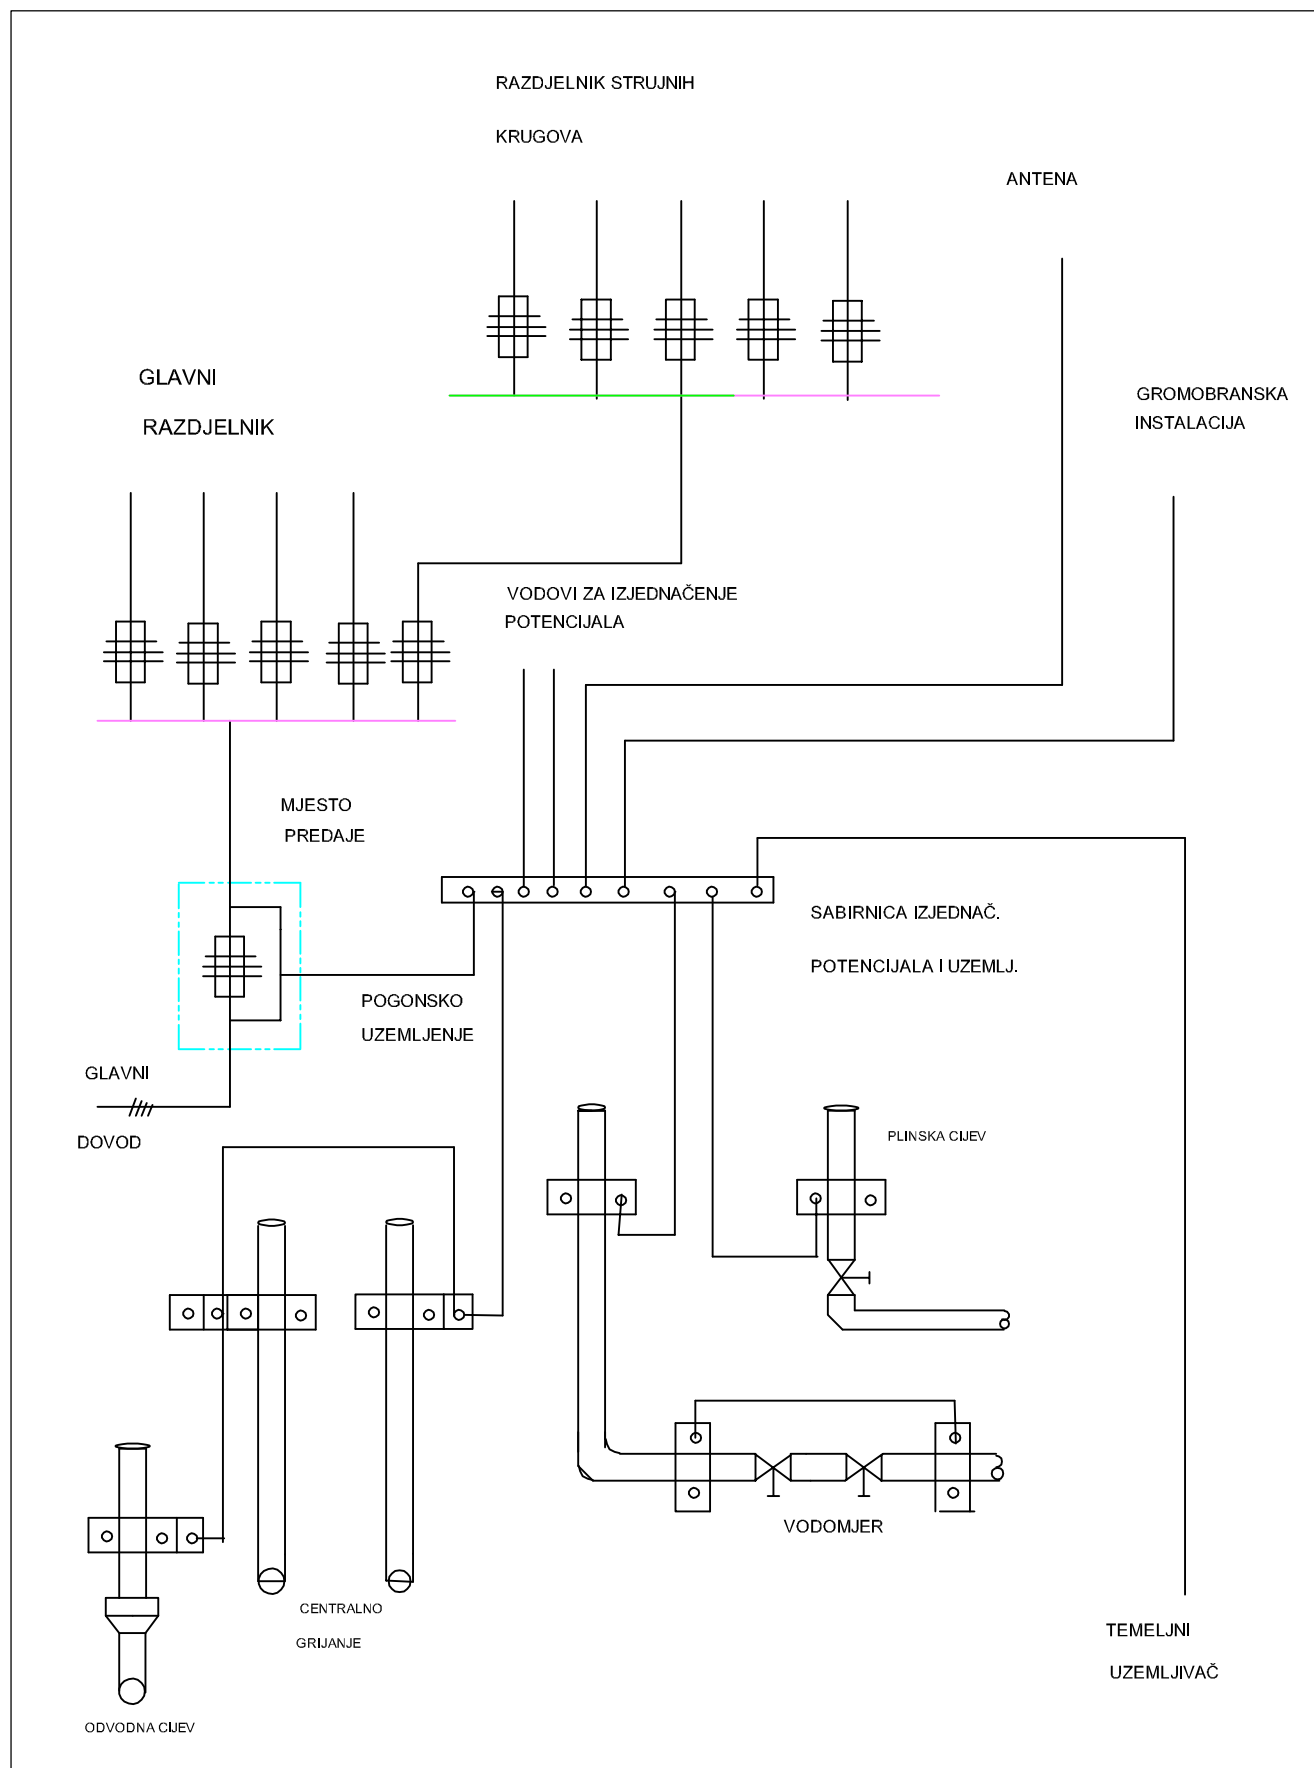 RAZDJELNIK STRUJNIH
KRUGOVA
ANTENA
GLAVNI
RAZDJELNIK
GROMOBRANSKA
INSTALACIJA
VODOVI ZA IZJEDNAČENJE
POTENCIJALA
MJESTO
PREDAJE
SABIRNICA IZJEDNAČ.
POTENCIJALA I UZEMLJ.
POGONSKO
UZEMLJENJE
GLAVNI
DOVOD
PLINSKA CIJEV
VODOMJER
CENTRALNO
GRIJANJE
TEMELJNI
UZEMLJIVAČ
ODVODNA CIJEV